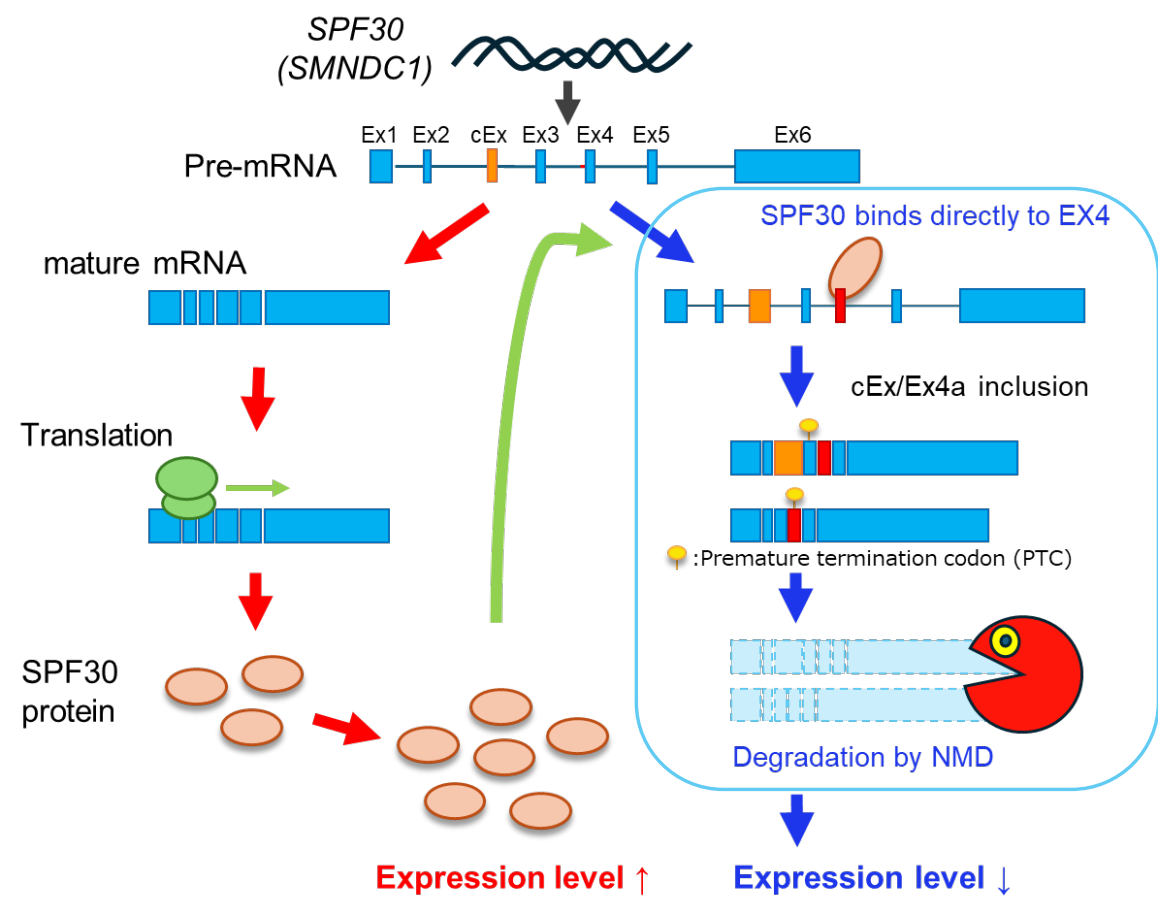 SPF30
(SMNDC1)
Ex1 Ex2 cEx Ex3 Ex4 Ex5 Ex6
Pre-mRNA
SPF30 binds directly to EX4
mature mRNA
cEx/Ex4a inclusion
Translation
:Premature termination codon (PTC)
SPF30
protein
Degradation by NMD
Expression level ↑
Expression level ↓